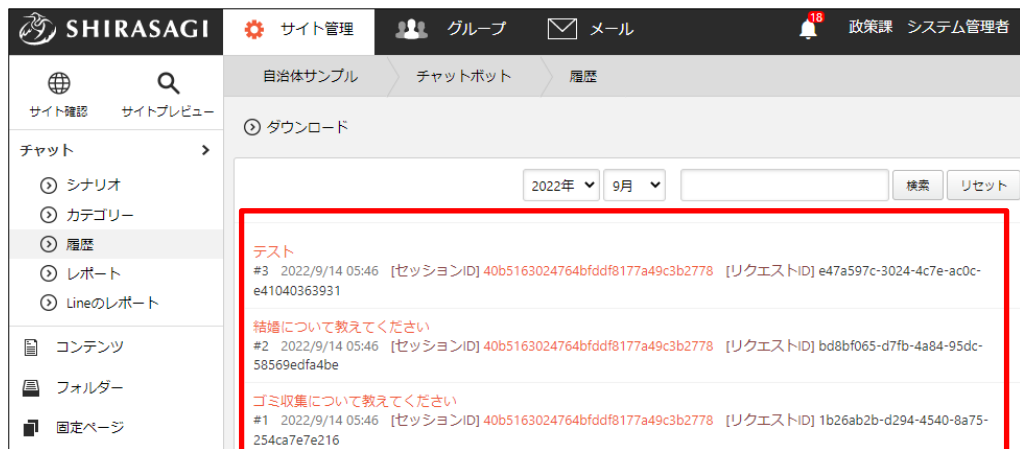 SHIRASAGI
サイト管理
グループ
メール
18
政策課 システム管理者
サイト確認
サイトプレビュー
自治体サンプル
チャットボット
履歴
ダウンロード
チャット
シナリオ
カテゴリー
履歴
レポート
Lineのレポート
コンテンツ
フォルダー
固定ページ
2022年
9月
検索
リセット
テスト
#3 2022/9/14 05:46 [セッションID] 40b5163024764bfddf8177a49c3b2778 [リクエストID] e47a597c-3024-4c7e-ac0c-
e41040363931
結婚について教えてください
#2 2022/9/14 05:46 [セッションID] 40b5163024764bfddf8177a49c3b2778 [リクエストID] bd8bf065-d7fb-4a84-95dc-
58569edfa4be
ゴミ収集について教えてください
#1 2022/9/14 05:46 [セッションID] 40b5163024764bfddf8177a49c3b2778 [リクエストID] 1b26ab2b-d294-4540-8a75-
254ca7e7e216